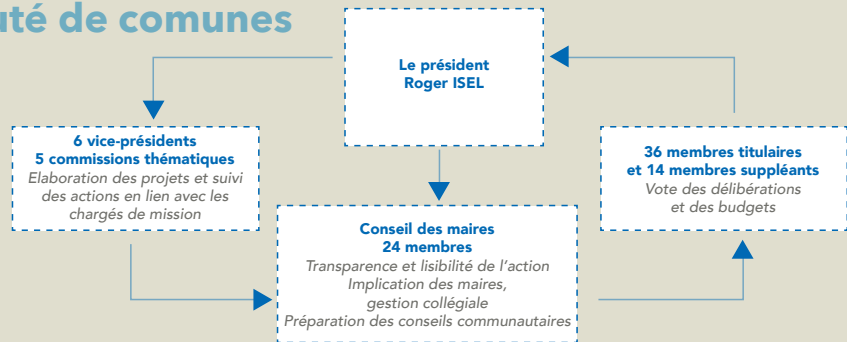 uté de comunes
Le président
Roger ISEL
6 vice-présidents
5 commissions thématiques
Elaboration des projets et suivi
des actions en lien avec les
chargés de mission
36 membres titulaires
et 14 membres suppléants
Vote des délibérations
et des budgets
Conseil des maires
24 membres
Transparence et lisibilité de l'action
Implication des maires,
gestion collégiale
Préparation des conseils communautaires